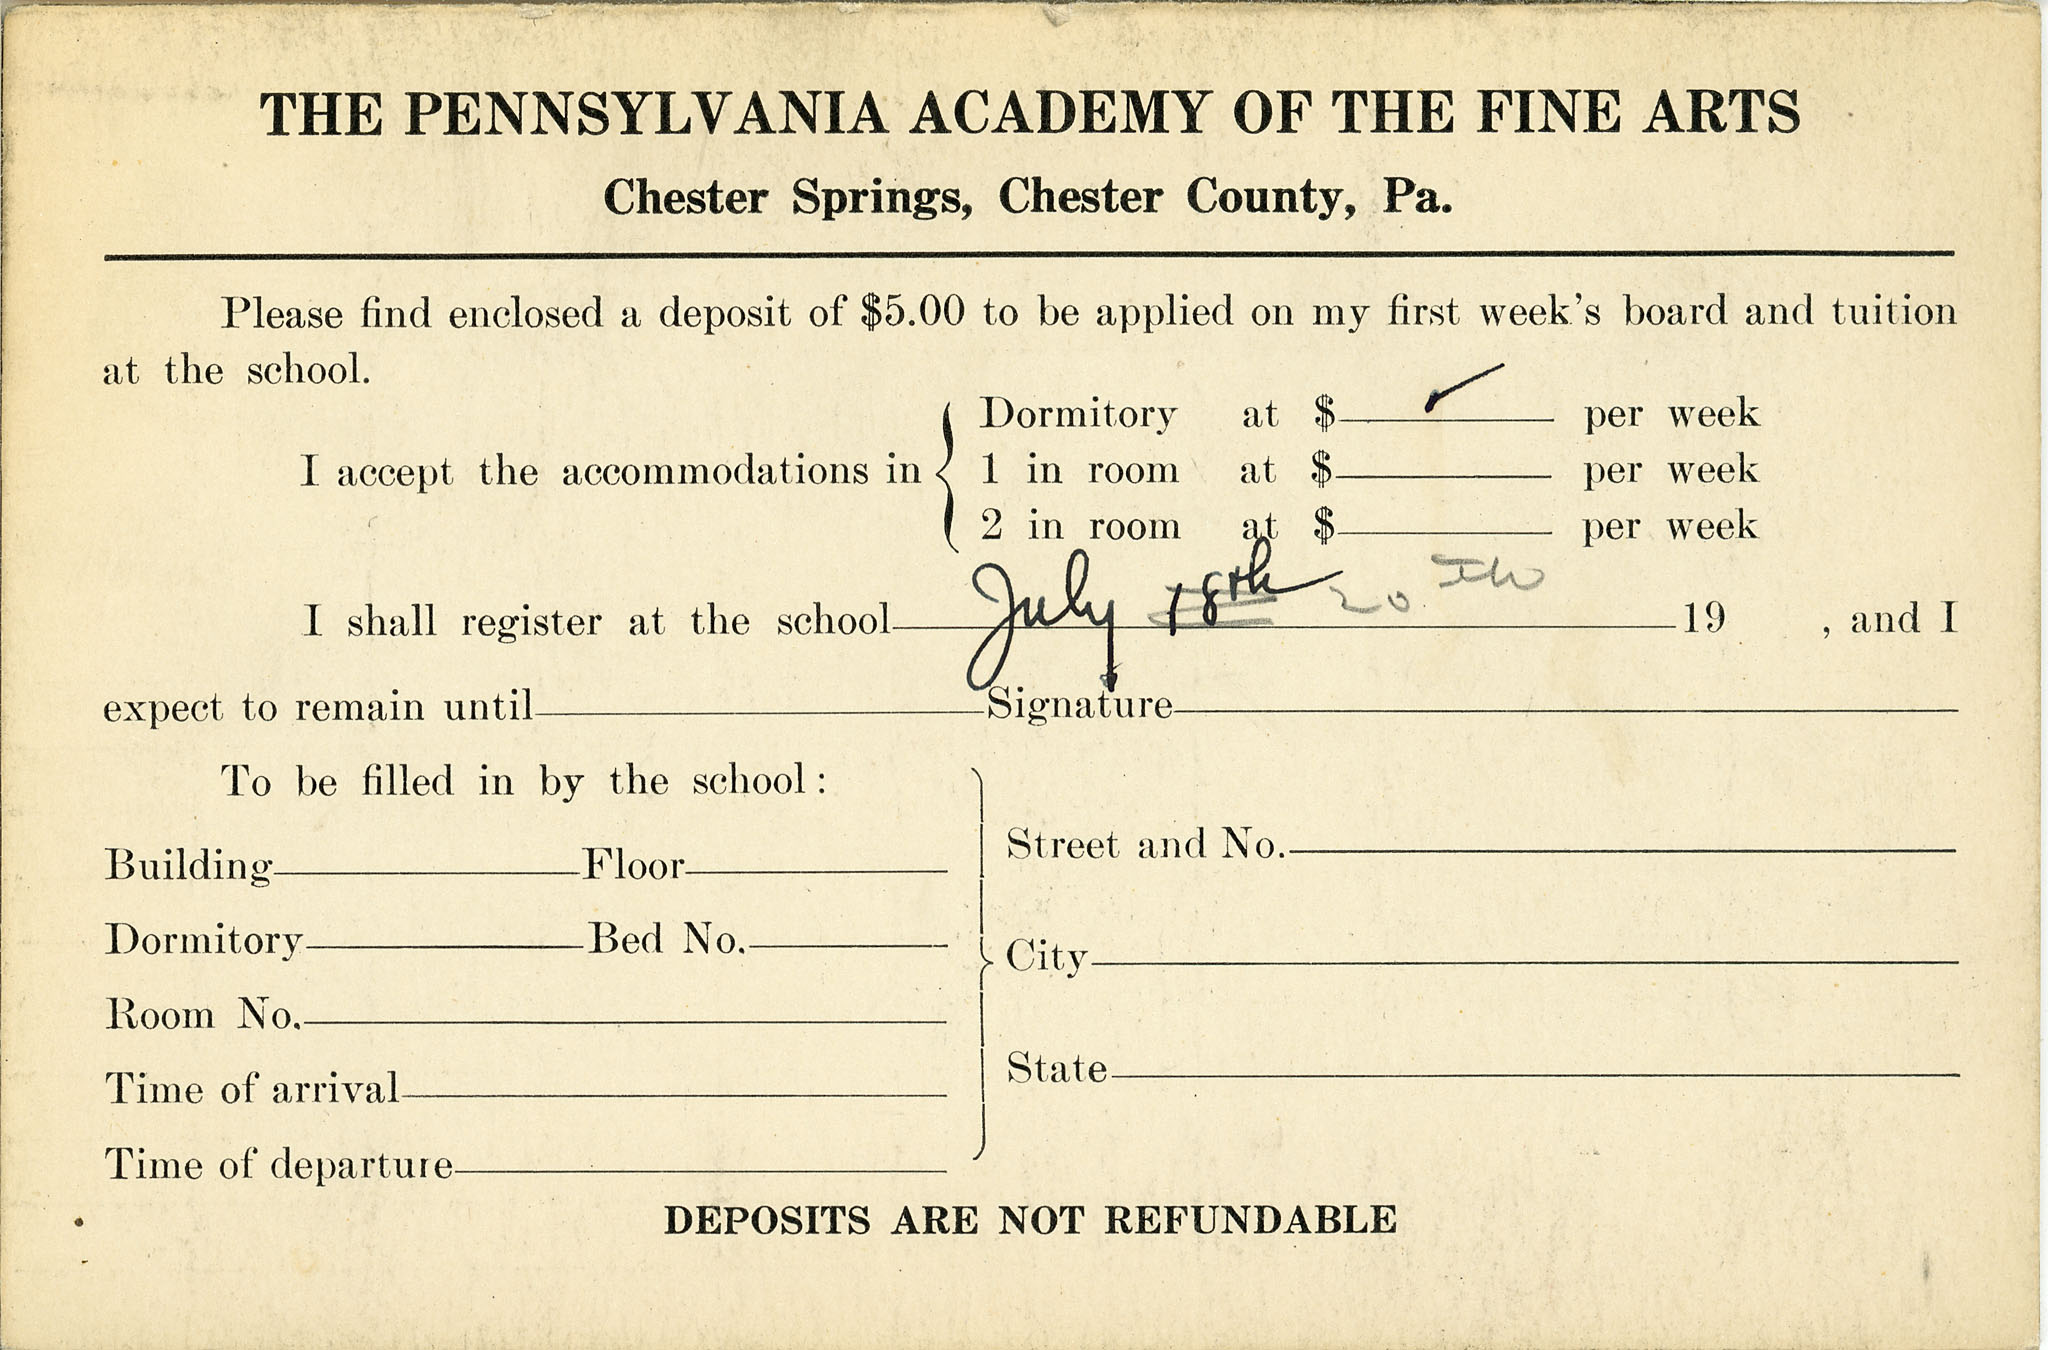 THE PENNSYLVANIA ACADEMY OF THE FINE ARTS
Chester Springs, Chester County, Pa.
Please find enclosed a deposit of $5.00 to be applied on my first week's board and tuition
at the school.
Dormitory at $ ✓ per week
I accept the accommodations in { 1 in room at $ per week
2 in room at $ per week
I shall register at the school July 18th 20th 19 , and I
expect to remain until Signature
To be filled in by the school:
Building Floor
Street and No.
Dormitory Bed No.
City
Room No.
State
Time of arrival
Time of departure
DEPOSITS ARE NOT REFUNDABLE